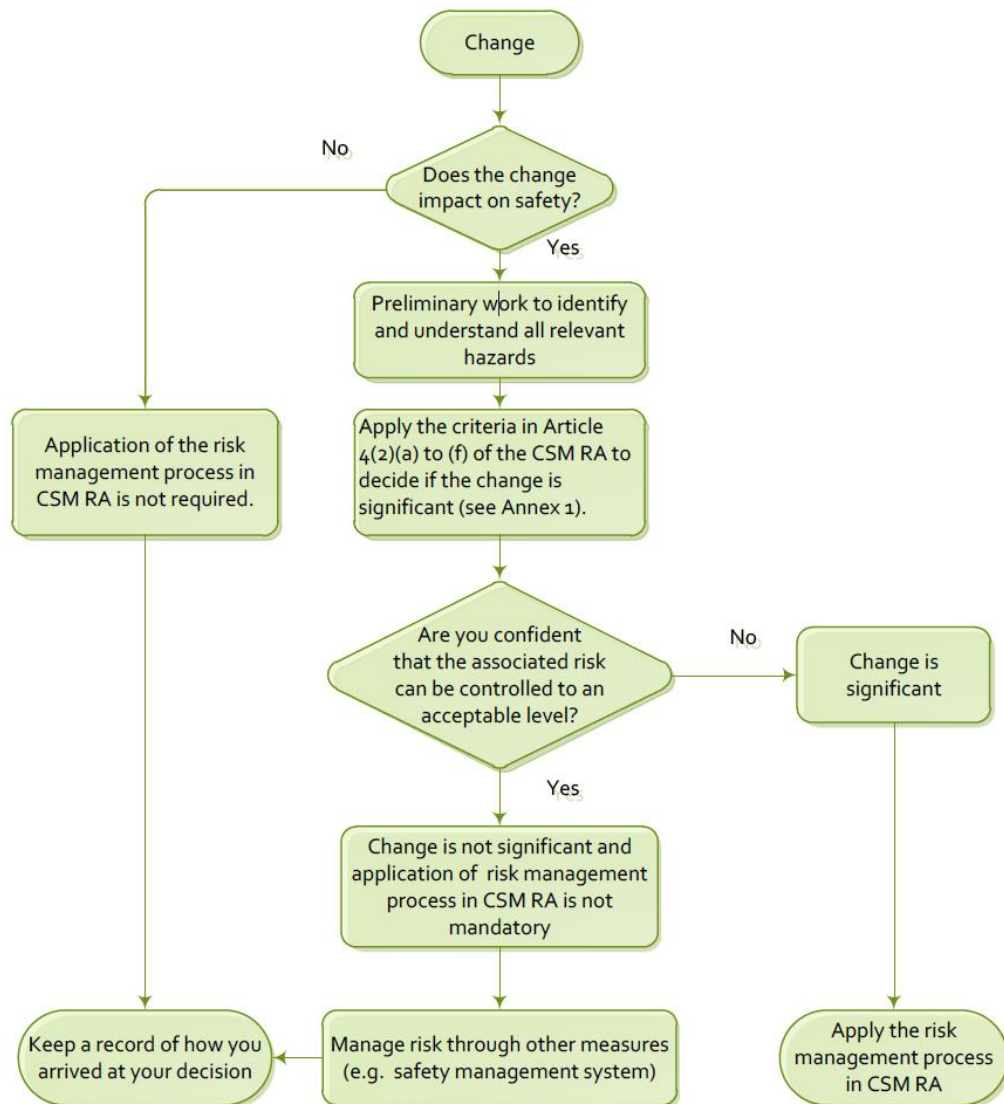 Change
No
Does the change
impact on safety?
Yes
Preliminary work to identify
and understand all relevant
hazards
Application of the risk
management process in
CSM RA is not required.
Apply the criteria in Article
4(2)(a) to (f) of the CSM RA to
decide if the change is
significant (see Annex 1).
Are you confident
that the associated risk
can be controlled to an
acceptable level?
No
Change is
significant
Yes
Change is not significant and
application of risk management
process in CSM RA is not
mandatory
Keep a record of how you
arrived at your decision
Manage risk through other measures
(e.g. safety management system)
Apply the risk
management process
in CSM RA